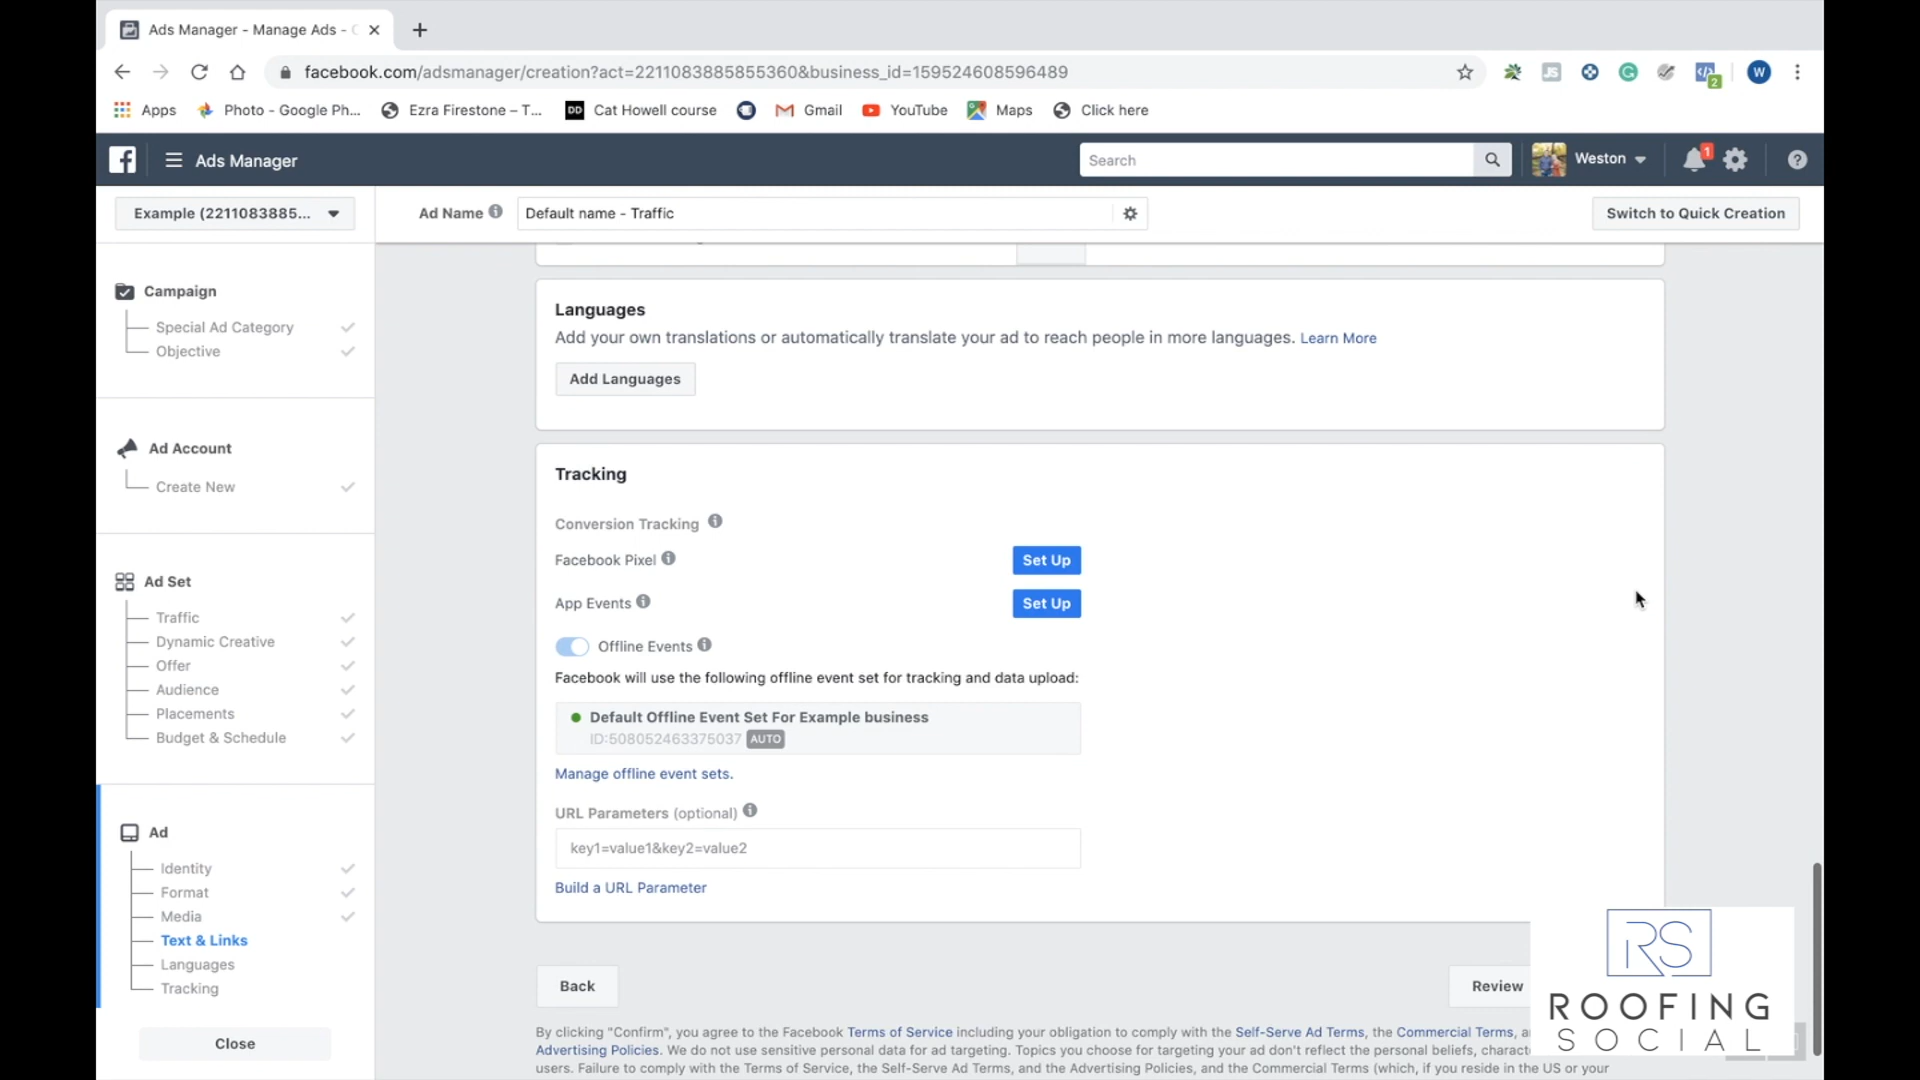 Ads Manager - Manage Ads -
facebook.com/adsmanager/creation?act=2211083885855360&business_id=159524608596489
JS
2
W
Apps
Photo - Google Ph...
Ezra Firestone – T...
DD
Cat Howell course
Gmail
YouTube
Maps
Click here
Ads Manager
Search
Weston
1
Example (2211083885...
Ad Name
Default name - Traffic
Switch to Quick Creation
Campaign
Special Ad Category
Objective
Ad Account
Create New
Ad Set
Traffic
Dynamic Creative
Offer
Audience
Placements
Budget & Schedule
Ad
Identity
Format
Media
Text & Links
Languages
Tracking
Close
Languages
Add your own translations or automatically translate your ad to reach people in more languages. Learn More
Add Languages
Tracking
Conversion Tracking
Facebook Pixel
Set Up
App Events
Set Up
Offline Events
Facebook will use the following offline event set for tracking and data upload:
Default Offline Event Set For Example business
ID:508052463375037 AUTO
Manage offline event sets.
URL Parameters (optional)
key1=value1&key2=value2
Build a URL Parameter
Back
Review
By clicking "Confirm", you agree to the Facebook Terms of Service including your obligation to comply with the Self-Serve Ad Terms, the Commercial Terms,
Advertising Policies. We do not use sensitive personal data for ad targeting. Topics you choose for targeting your ad don't reflect the personal beliefs,
users. Failure to comply with the Terms of Service, the Self-Serve Ad Terms, and the Advertising Policies, and the Commercial Terms (which, if you reside in the US or your
RS
ROOFING
SOCIAL